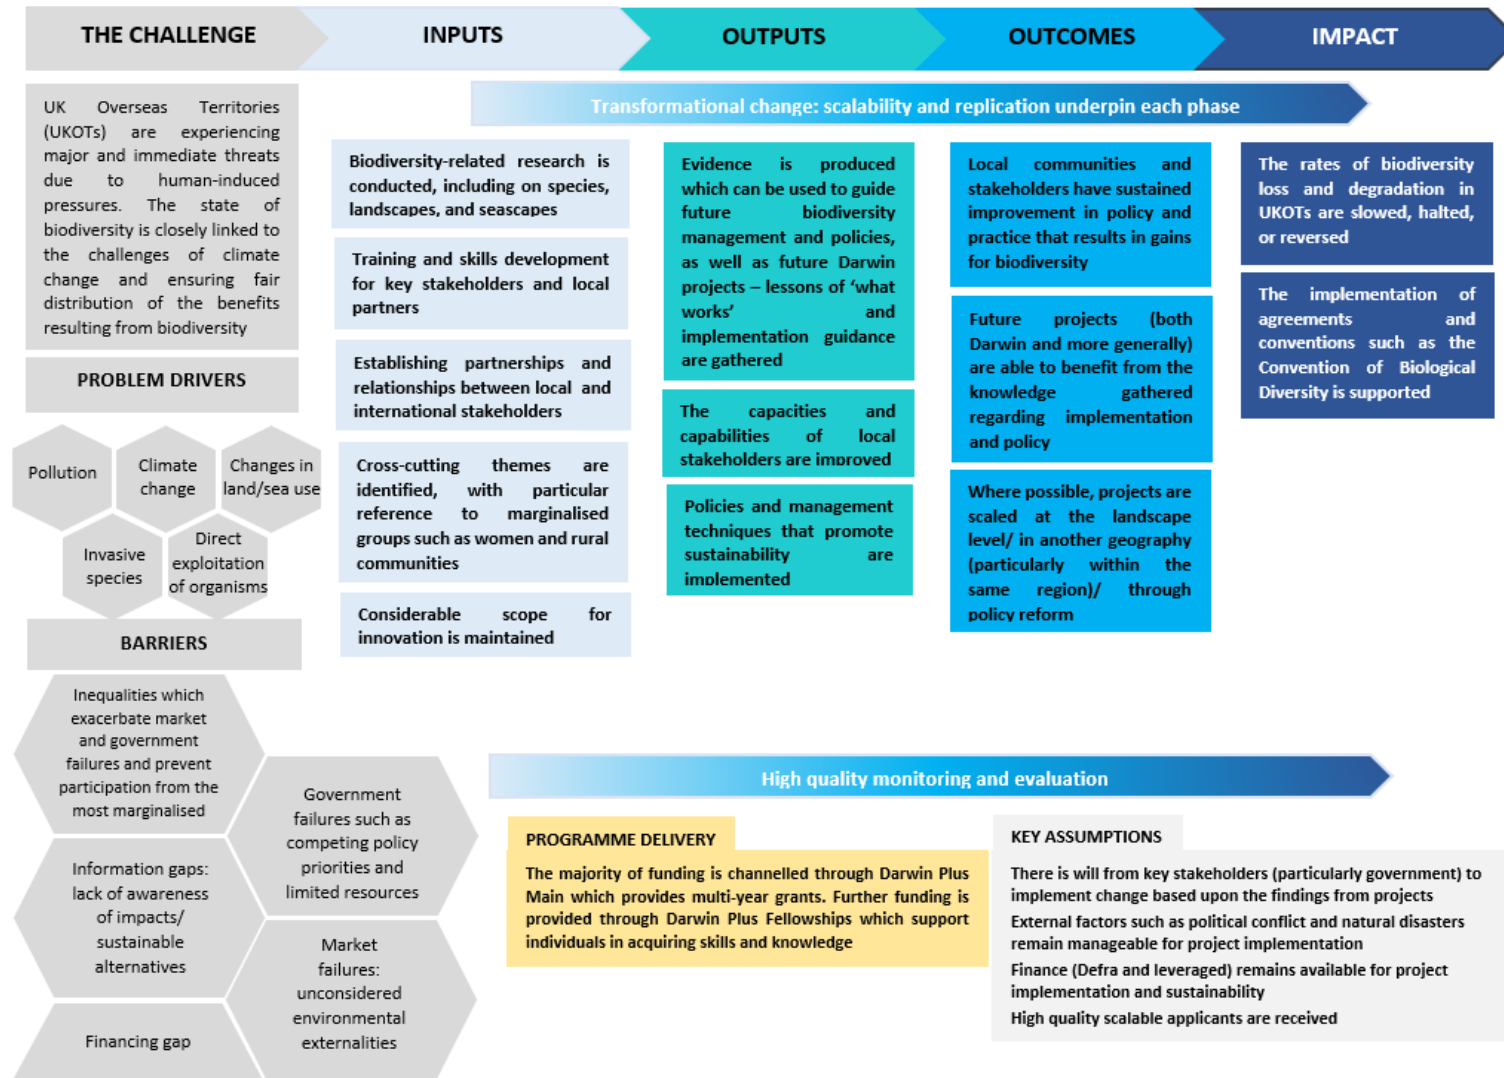 THE CHALLENGE
INPUTS
OUTPUTS
OUTCOMES
IMPACT
UK Overseas Territories
(UKOTs) are experiencing
major and immediate threats
due to human-induced
pressures. The state of
biodiversity is closely linked to
the challenges of climate
change and ensuring fair
distribution of the benefits
resulting from biodiversity
PROBLEM DRIVERS
Pollution
Climate
change
Changes in
land/sea use
Invasive
species
Direct
exploitation
of organisms
BARRIERS
Inequalities which
exacerbate market
and government
failures and prevent
participation from the
most marginalised
Government
failures such as
competing policy
priorities and
limited resources
Information gaps:
lack of awareness
of impacts/
sustainable
alternatives
Market
failures:
unconsidered
environmental
externalities
Financing gap
Transformational change: scalability and replication underpin each phase
Biodiversity-related research is
conducted, including on species,
landscapes, and seascapes
Training and skills development
for key stakeholders and local
partners
Establishing partnerships and
relationships between local and
international stakeholders
Cross-cutting themes are
identified, with particular
reference to marginalised
groups such as women and rural
communities
Considerable scope for
innovation is maintained
Evidence is produced
which can be used to guide
future biodiversity
management and policies,
as well as future Darwin
projects – lessons of ‘what
works’ and
implementation guidance
are gathered
The capacities and
capabilities of local
stakeholders are improved
Policies and management
techniques that promote
sustainability are
implemented
Local communities and
stakeholders have sustained
improvement in policy and
practice that results in gains
for biodiversity
Future projects (both
Darwin and more generally)
are able to benefit from the
knowledge gathered
regarding implementation
and policy
Where possible, projects are
scaled at the landscape
level/ in another geography
(particularly within the
same region)/ through
policy reform
The rates of biodiversity
loss and degradation in
UKOTs are slowed, halted,
or reversed
The implementation of
agreements and
conventions such as the
Convention of Biological
Diversity is supported
High quality monitoring and evaluation
PROGRAMME DELIVERY
The majority of funding is channelled through Darwin Plus
Main which provides multi-year grants. Further funding is
provided through Darwin Plus Fellowships which support
individuals in acquiring skills and knowledge
KEY ASSUMPTIONS
There is will from key stakeholders (particularly government) to
implement change based upon the findings from projects
External factors such as political conflict and natural disasters
remain manageable for project implementation
Finance (Defra and leveraged) remains available for project
implementation and sustainability
High quality scalable applicants are received